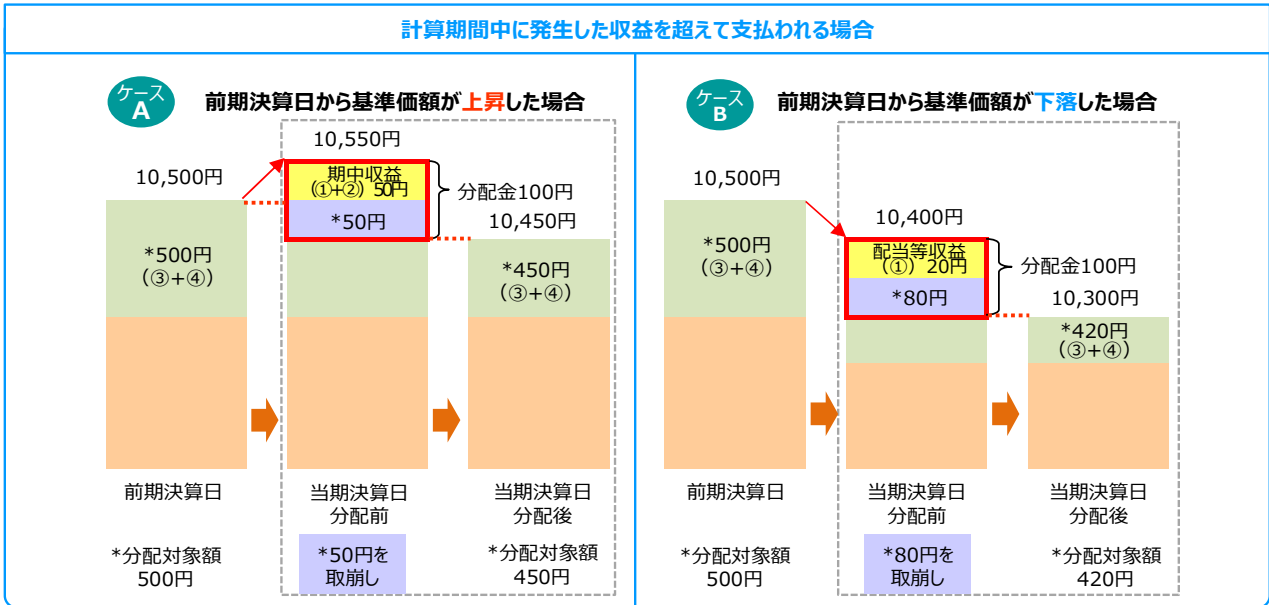 計算期間中に発生した収益を超えて支払われる場合
ケース
A
前期決算日から基準価額が上昇した場合
10,550円
10,500円
期中収益
(①+②) 50円
*50円
分配金100円
10,450円
*500円
(③+④)
*450円
(③+④)
前期決算日
当期決算日
分配前
当期決算日
分配後
*分配対象額
500円
*50円を
取崩し
*分配対象額
450円
ケース
B
前期決算日から基準価額が下落した場合
10,500円
10,400円
*500円
(③+④)
配当等収益
(①) 20円
*80円
分配金100円
10,300円
*420円
(③+④)
前期決算日
当期決算日
分配前
当期決算日
分配後
*分配対象額
500円
*80円を
取崩し
*分配対象額
420円